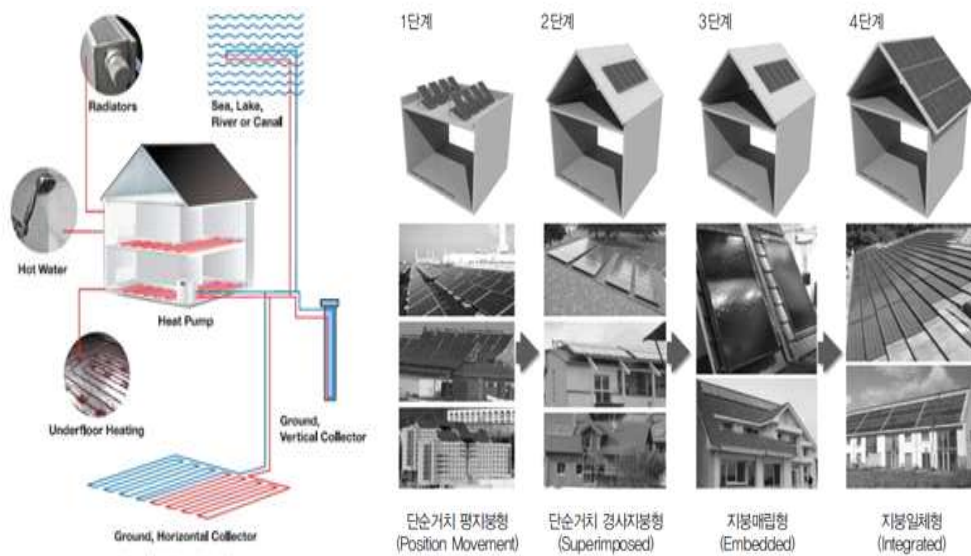 Radiators
Sea, Lake,
River or Canal
Hot Water
Heat Pump
Underfloor Heating
Ground,
Vertical Collector
Ground, Horizontal Collector
1단계
2단계
3단계
4단계
단순거치 평지붕형
(Position Movement)
단순거치 경사지붕형
(Superimposed)
지붕매립형
(Embedded)
지붕일체형
(Integrated)